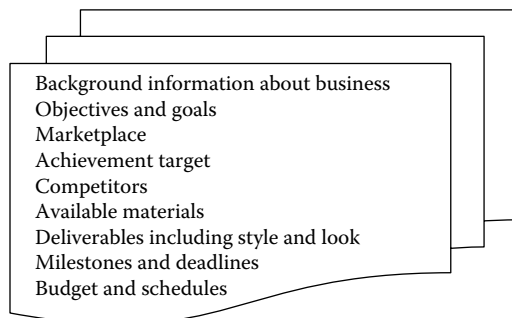 Background information about business
Objectives and goals
Marketplace
Achievement target
Competitors
Available materials
Deliverables including style and look
Milestones and deadlines
Budget and schedules